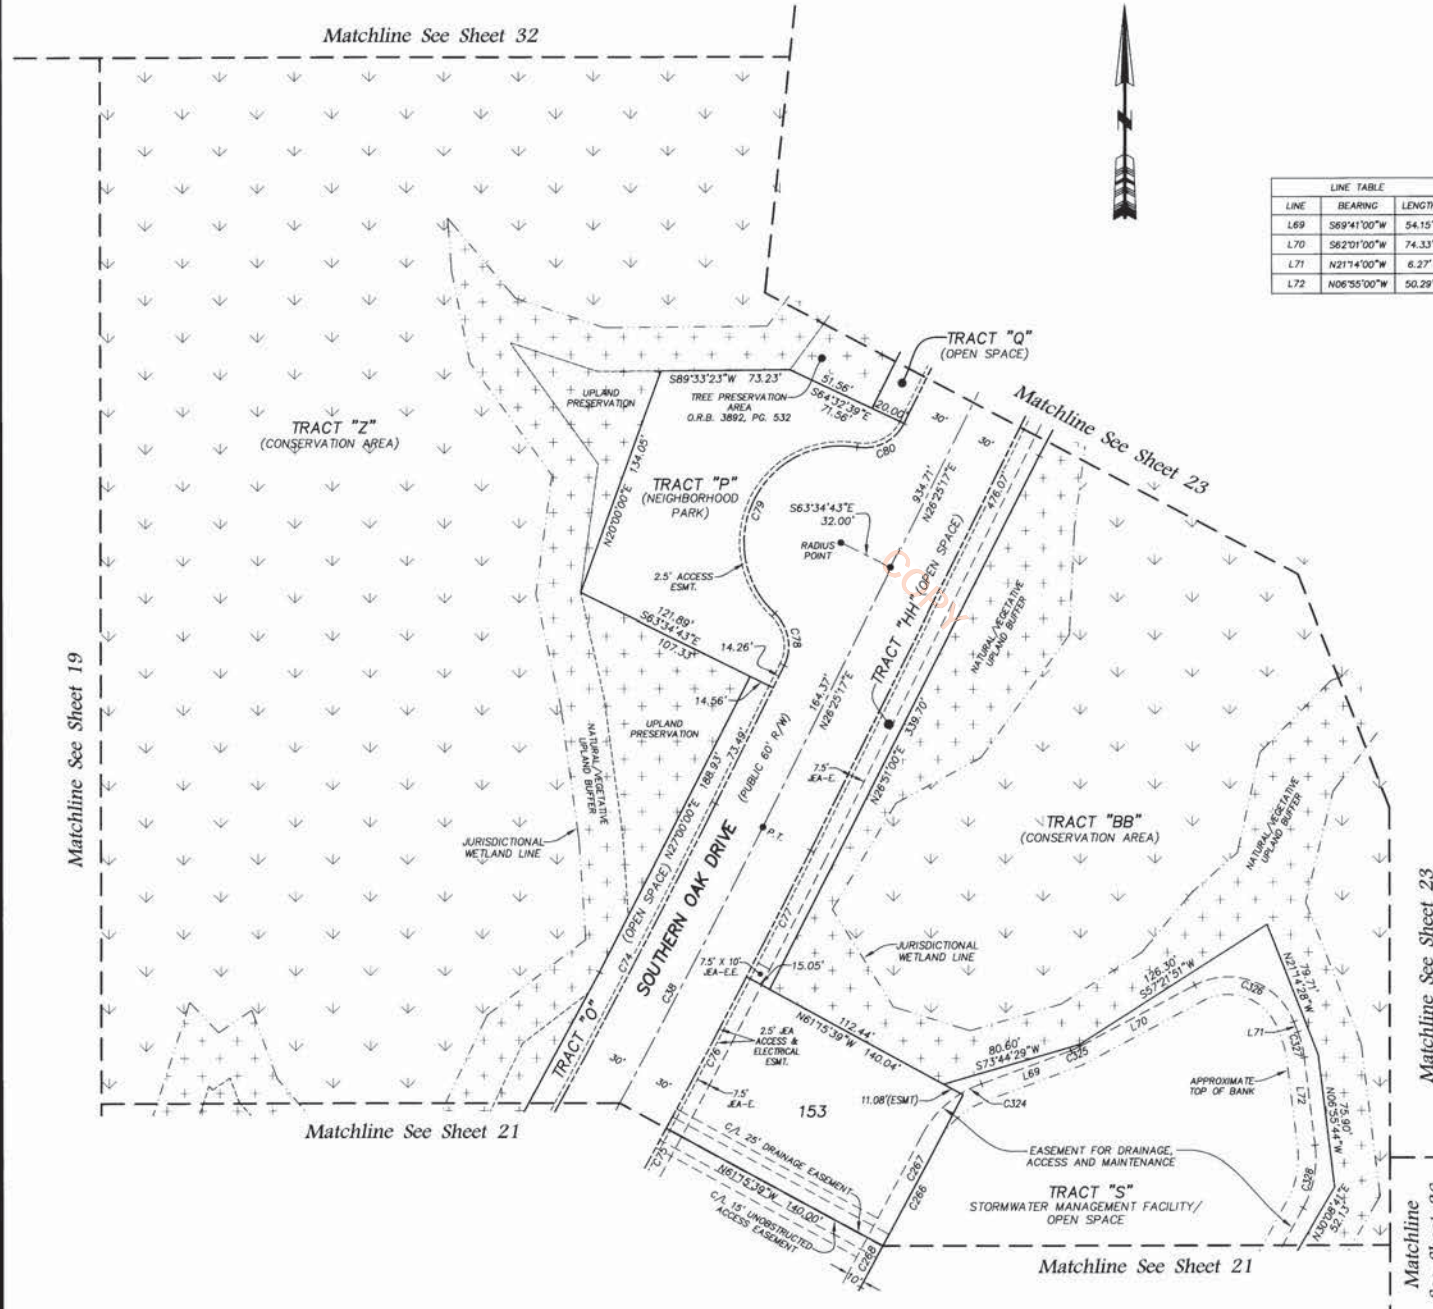 Matchline See Sheet 32
N
LINE TABLE
LINE BEARING LENGTH
L69 S69°41'00"W 54.15'
L70 S62°01'00"W 74.33'
L71 N21°14'00"W 6.27'
L72 N06°55'00"W 50.29'
TRACT "Q"
(OPEN SPACE)
Matchline See Sheet 23
S89°33'23"W 73.23'
51.56'
S64°32'39"E
71.56'
20.00'
TREE PRESERVATION
AREA
O.R.B. 3892, PG. 532
UPLAND
PRESERVATION
TRACT "Z"
(CONSERVATION AREA)
N20°00'00"E 134.05'
TRACT "P"
(NEIGHBORHOOD
PARK)
C80
C79
30'
30'
934.71'
N26°25'17"E
476.07'
S63°34'43"E
32.00'
RADIUS
POINT
Copy
2.5' ACCESS
ESMT.
121.89'
S63°34'43"E
107.33'
C78
14.26'
14.56'
TRACT "HH" (OPEN SPACE)
NATURAL/VEGETATIVE
UPLAND BUFFER
164.37'
N26°25'17"E
N26°51'00"E 339.70'
UPLAND
PRESERVATION
NATURAL/VEGETATIVE
UPLAND BUFFER
Matchline See Sheet 19
73.49'
N27°00'00"E 188.93'
(PUBLIC 60' R/W)
7.5'
JEA-E.
P.T.
JURISDICTIONAL
WETLAND LINE
TRACT "BB"
(CONSERVATION AREA)
NATURAL/VEGETATIVE
UPLAND BUFFER
SOUTHERN OAK DRIVE
TRACT "O" (OPEN SPACE)
C74
C38
C77
7.5' X 10'
JEA-E.E.
15.05'
JURISDICTIONAL
WETLAND LINE
Matchline See Sheet 23
126.30'
S57°21'51"W
79.71'
N21°14'28"W
C326
L70
L71
C327
112.44'
N61°15'39"W 140.04'
2.5' JEA
ACCESS &
ELECTRICAL
ESMT.
80.60'
S73°44'29"W
C325
L69
C76
30'
30'
7.5'
JEA-E.
153
11.08'(ESMT)
C324
APPROXIMATE
TOP OF BANK
L72
75.90'
N06°55'44"W
Matchline See Sheet 21
C/L 25' DRAINAGE EASEMENT
C75
N61°15'39"W 140.00'
C/L 15' UNOBSTRUCTED
ACCESS EASEMENT
C267
C266
EASEMENT FOR DRAINAGE,
ACCESS AND MAINTENANCE
TRACT "S"
STORMWATER MANAGEMENT FACILITY/
OPEN SPACE
C328
N30°08'41"E
52.13'
C268
10'
Matchline See Sheet 21
Matchline